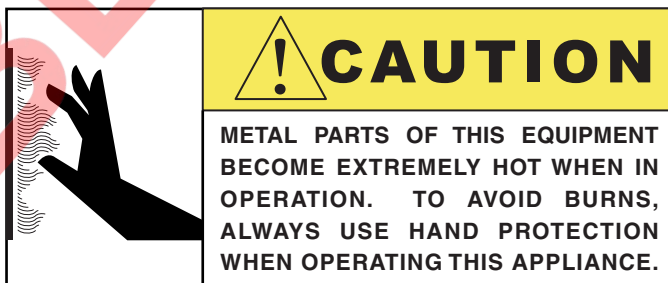 CAUTION
METAL PARTS OF THIS EQUIPMENT
BECOME EXTREMELY HOT WHEN IN
OPERATION. TO AVOID BURNS,
ALWAYS USE HAND PROTECTION
WHEN OPERATING THIS APPLIANCE.